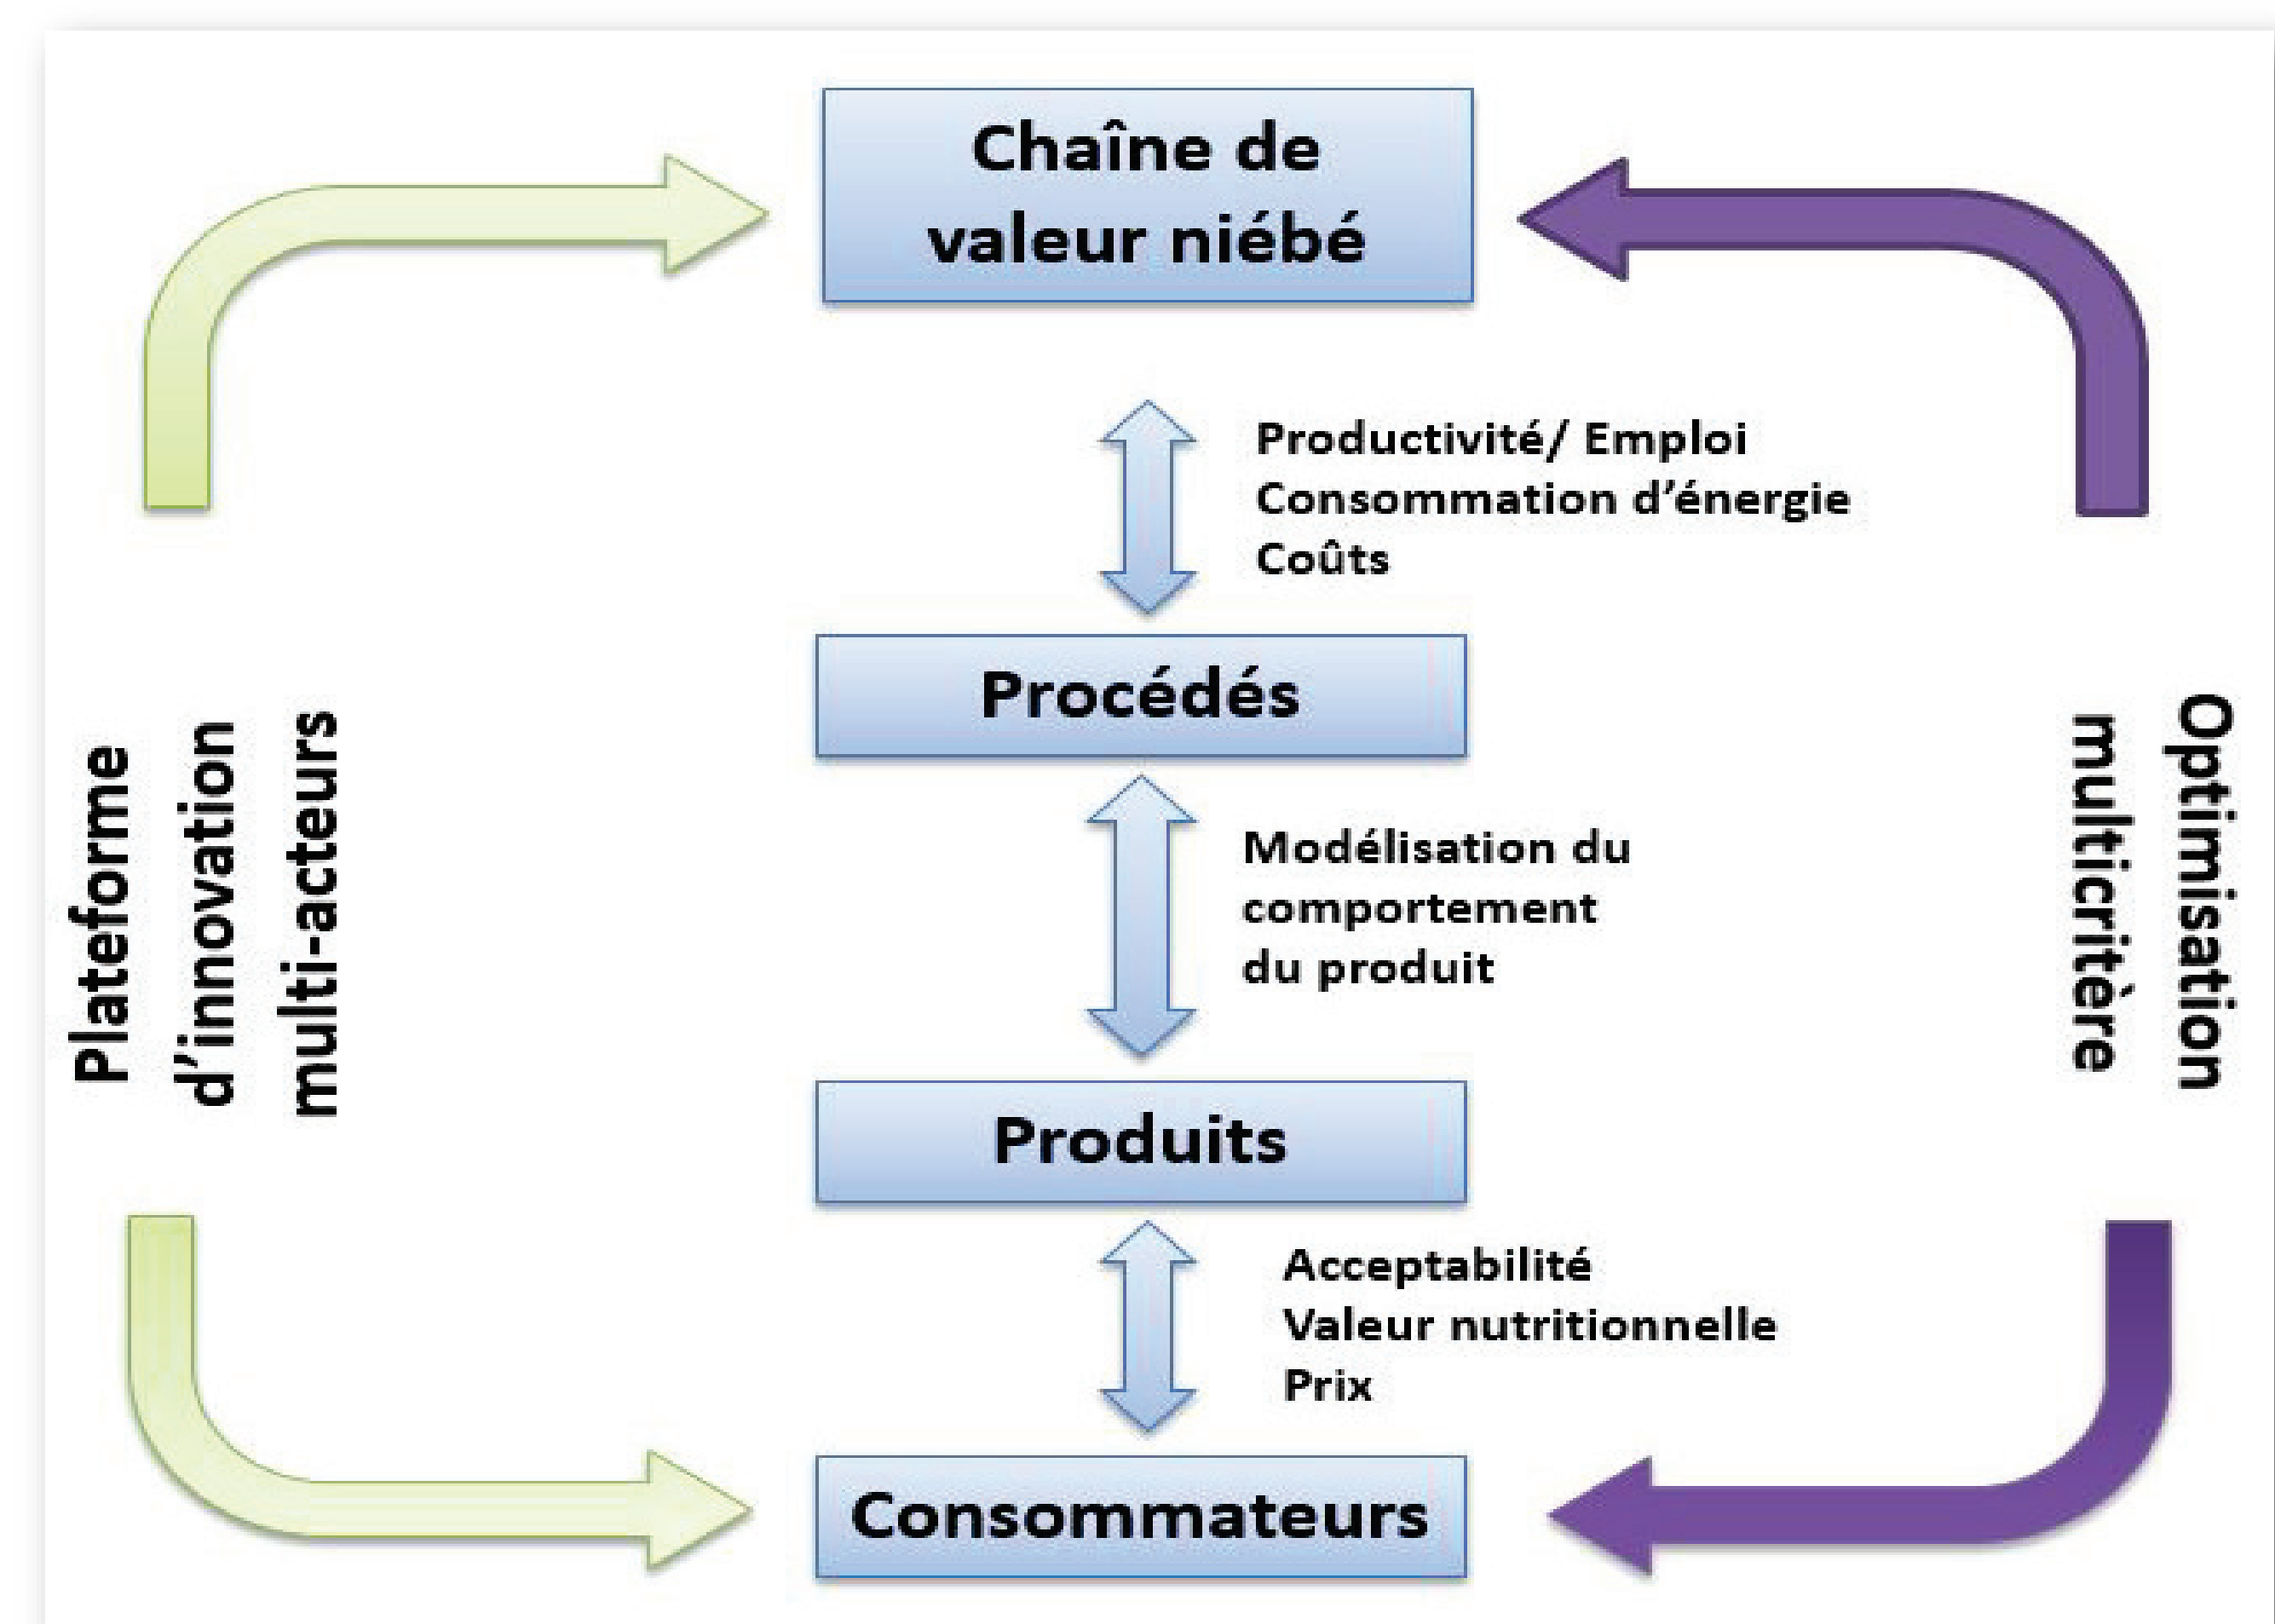 Chaîne de
valeur niébé
Productivité/ Emploi
Consommation d'énergie
Coûts
Procédés
Modélisation du
comportement
du produit
Produits
Acceptabilité
Valeur nutritionnelle
Prix
Consommateurs
Plateforme
d'innovation
multi-acteurs
Optimisation
multicritère